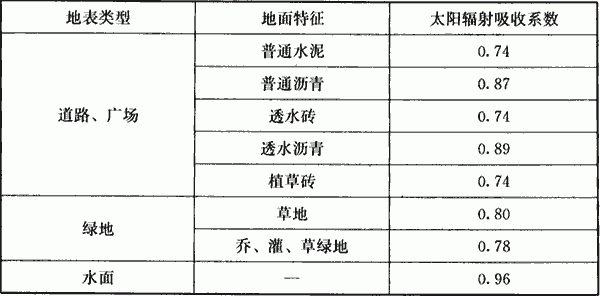 地表类型 地面特征 太阳辐射吸收系数
道路、广场 普通水泥 0.74
普通沥青 0.87
透水砖 0.74
透水沥青 0.89
植草砖 0.74
绿地 草地 0.80
乔、灌、草绿地 0.78
水面 — 0.96